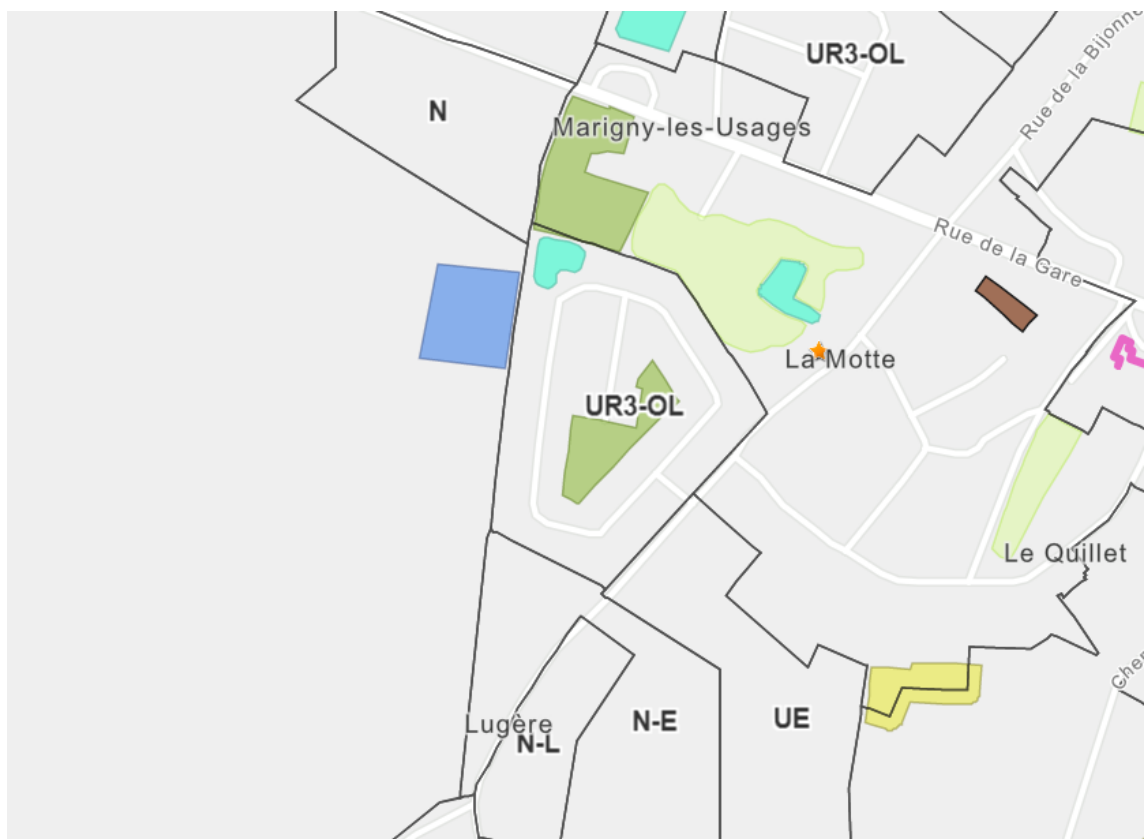 UR3-OL
Rue de la Bijonne
N
Marigny-les-Usages
Rue de la Gare
La Motte
UR3-OL
Le Quillet
Lugère
N-L
N-E
UE
Chem